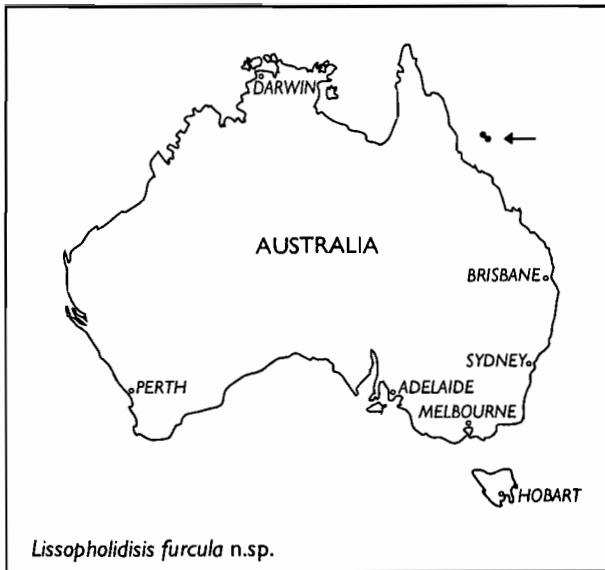 DARWIN
AUSTRALIA
BRISBANE
SYDNEY
PERTH
ADELAIDE
MELBOURNE
HOBART
Lissopholidisis furcula n.sp.